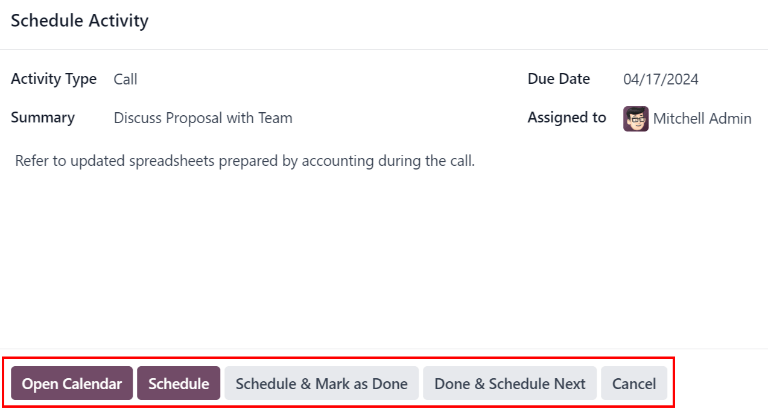 Schedule Activity
Activity Type Call Due Date 04/17/2024
Summary Discuss Proposal with Team Assigned to Mitchell Admin
Refer to updated spreadsheets prepared by accounting during the call.
Open Calendar Schedule Schedule & Mark as Done Done & Schedule Next Cancel